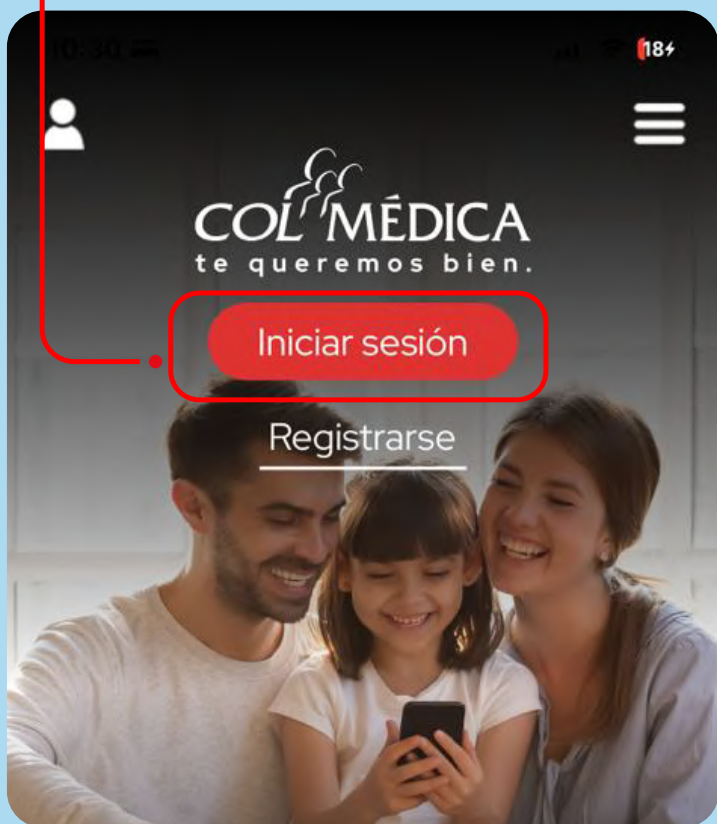 10:30
18
COLMÉDICA
te queremos bien.
Iniciar sesión
Registrarse